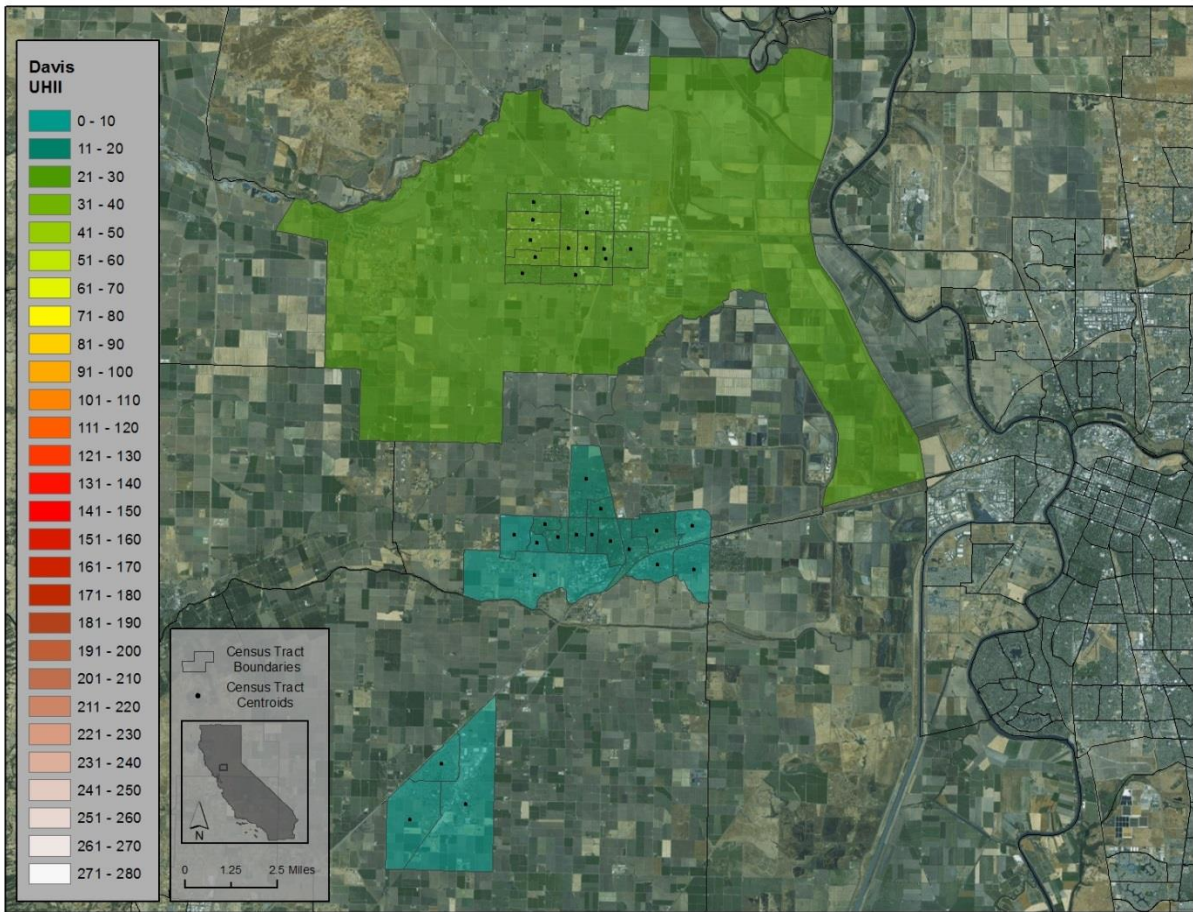 Davis
UHII
0 - 10
11 - 20
21 - 30
31 - 40
41 - 50
51 - 60
61 - 70
71 - 80
81 - 90
91 - 100
101 - 110
111 - 120
121 - 130
131 - 140
141 - 150
151 - 160
161 - 170
171 - 180
181 - 190
191 - 200
201 - 210
211 - 220
221 - 230
231 - 240
241 - 250
251 - 260
261 - 270
271 - 280
Census Tract
Boundaries
Census Tract
Centroids
N
0 1.25 2.5 Miles